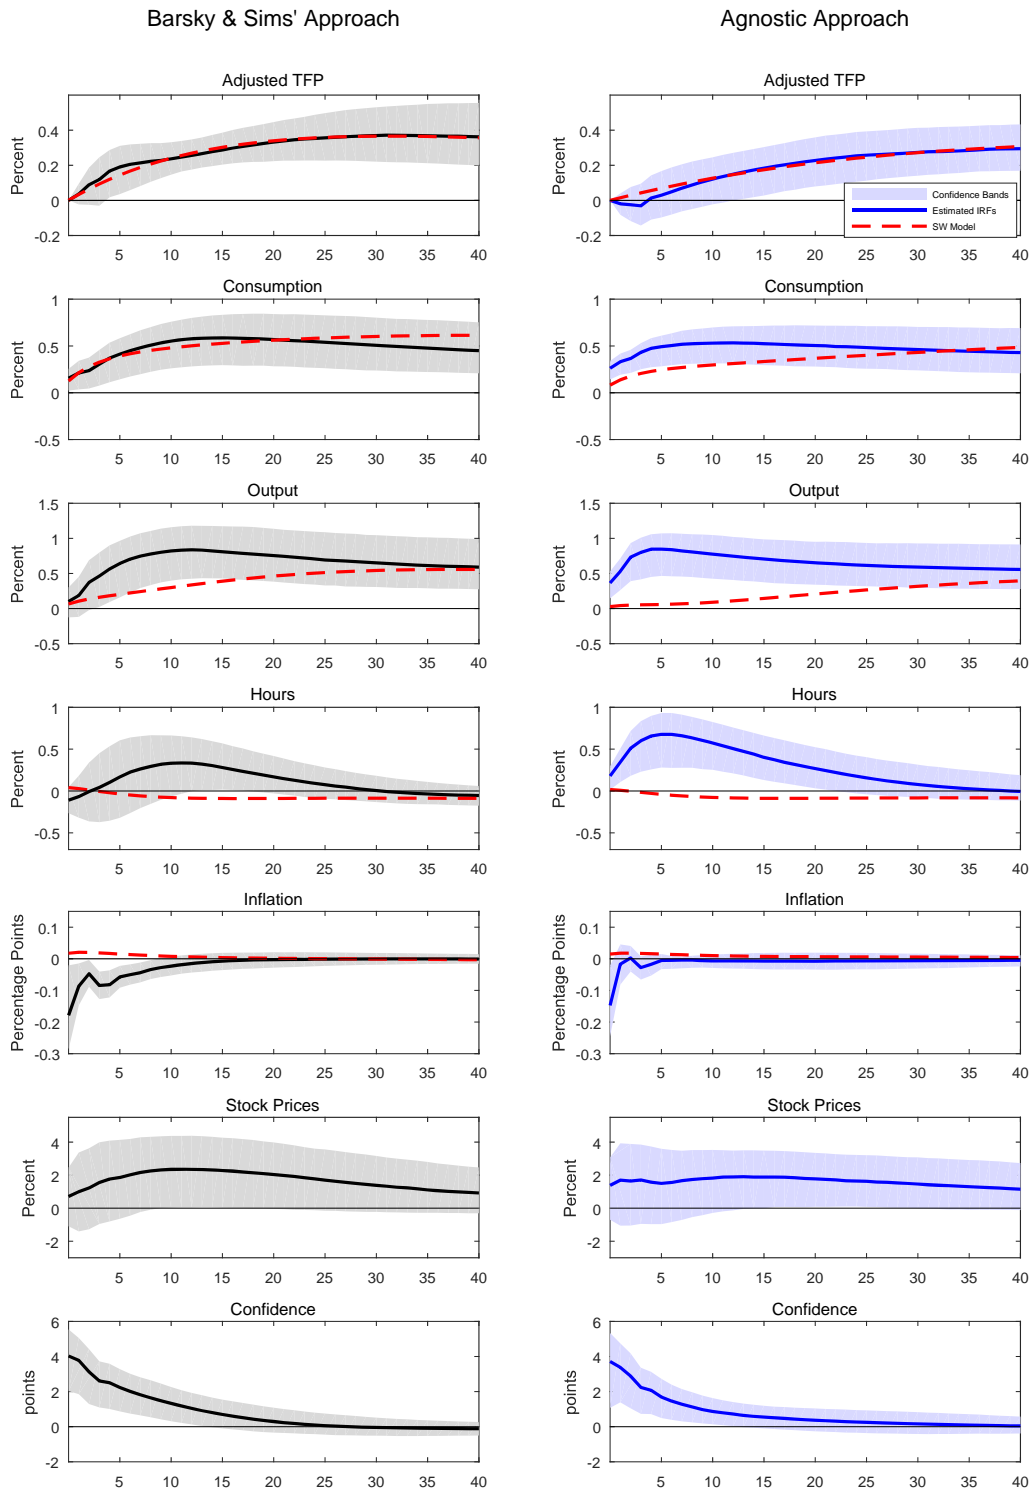 Barsky & Sims' Approach
Agnostic Approach
Adjusted TFP
Percent
0.4
0.2
0
-0.2
5 10 15 20 25 30 35 40
Adjusted TFP
Percent
0.4
0.2
0
-0.2
Confidence Bands
Estimated IRFs
SW Model
5 10 15 20 25 30 35 40
Consumption
Percent
1
0.5
0
-0.5
5 10 15 20 25 30 35 40
Consumption
Percent
1
0.5
0
-0.5
5 10 15 20 25 30 35 40
Output
Percent
1.5
1
0.5
0
-0.5
5 10 15 20 25 30 35 40
Output
Percent
1.5
1
0.5
0
-0.5
5 10 15 20 25 30 35 40
Hours
Percent
1
0.5
0
-0.5
5 10 15 20 25 30 35 40
Hours
Percent
1
0.5
0
-0.5
5 10 15 20 25 30 35 40
Inflation
Percentage Points
0.1
0
-0.1
-0.2
-0.3
5 10 15 20 25 30 35 40
Inflation
Percentage Points
0.1
0
-0.1
-0.2
-0.3
5 10 15 20 25 30 35 40
Stock Prices
Percent
4
2
0
-2
5 10 15 20 25 30 35 40
Stock Prices
Percent
4
2
0
-2
5 10 15 20 25 30 35 40
Confidence
points
6
4
2
0
-2
5 10 15 20 25 30 35 40
Confidence
points
6
4
2
0
-2
5 10 15 20 25 30 35 40